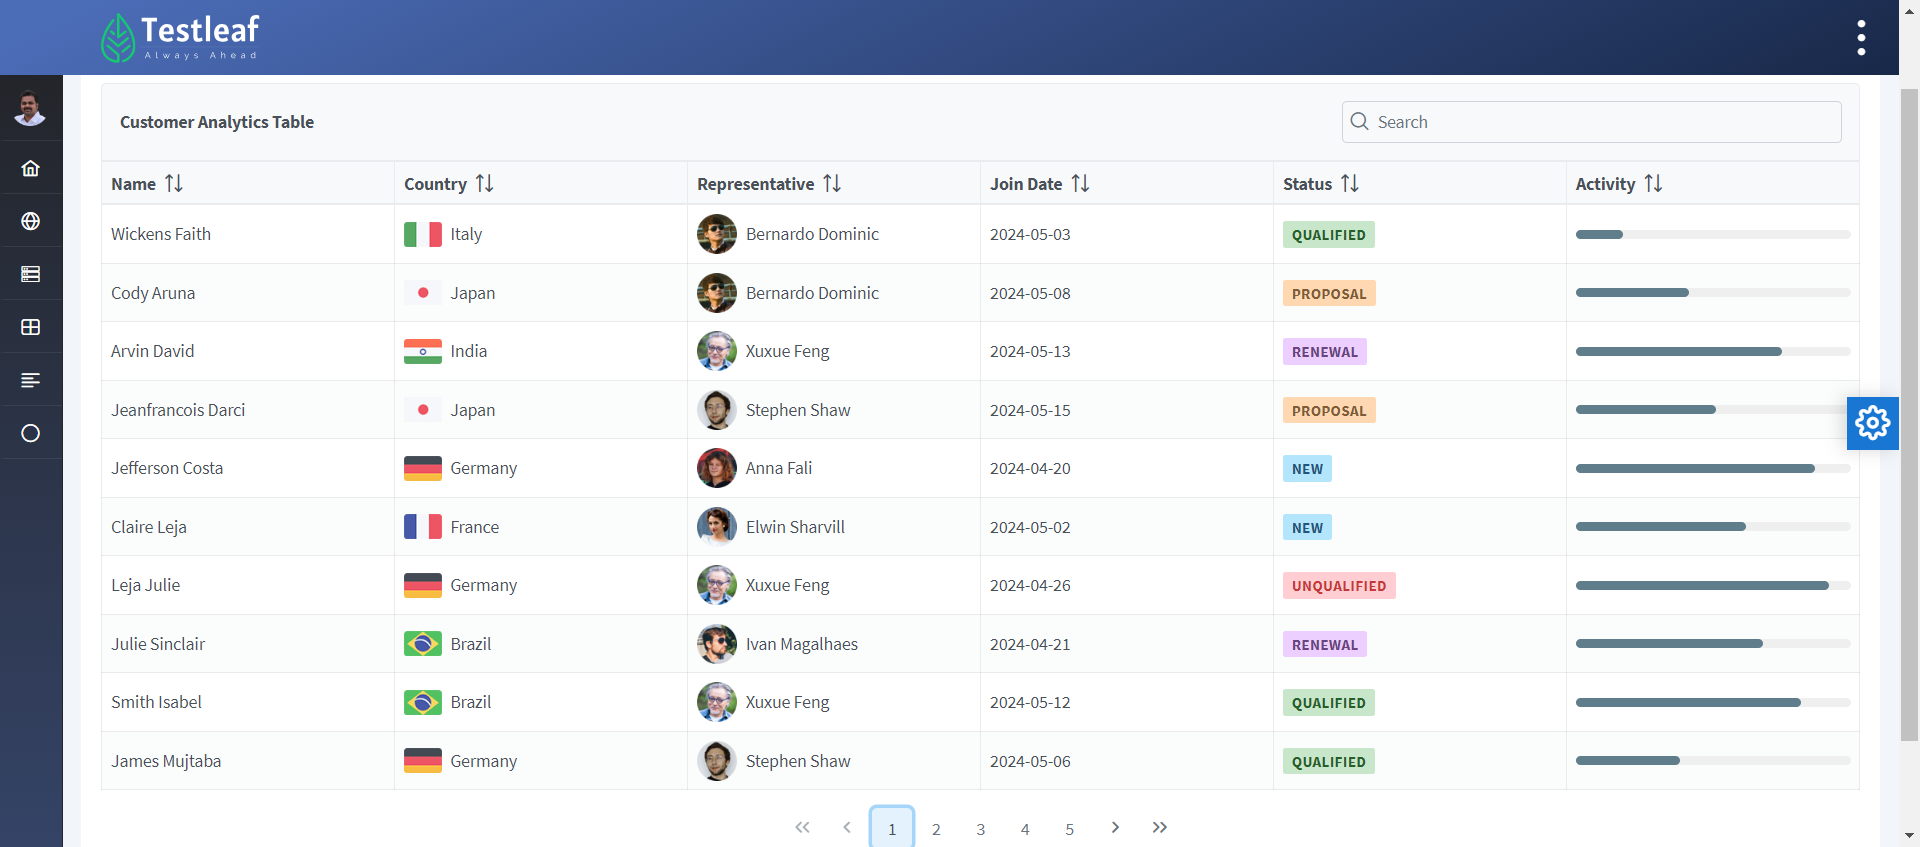 Testleaf
Always Ahead
Customer Analytics Table
Search
Name Country Representative Join Date Status Activity
Wickens Faith Italy Bernardo Dominic 2024-05-03 QUALIFIED
Cody Aruna Japan Bernardo Dominic 2024-05-08 PROPOSAL
Arvin David India Xuxue Feng 2024-05-13 RENEWAL
Jeanfrancois Darci Japan Stephen Shaw 2024-05-15 PROPOSAL
Jefferson Costa Germany Anna Fali 2024-04-20 NEW
Claire Leja France Elwin Sharvill 2024-05-02 NEW
Leja Julie Germany Xuxue Feng 2024-04-26 UNQUALIFIED
Julie Sinclair Brazil Ivan Magalhaes 2024-04-21 RENEWAL
Smith Isabel Brazil Xuxue Feng 2024-05-12 QUALIFIED
James Mujtaba Germany Stephen Shaw 2024-05-06 QUALIFIED
1 2 3 4 5